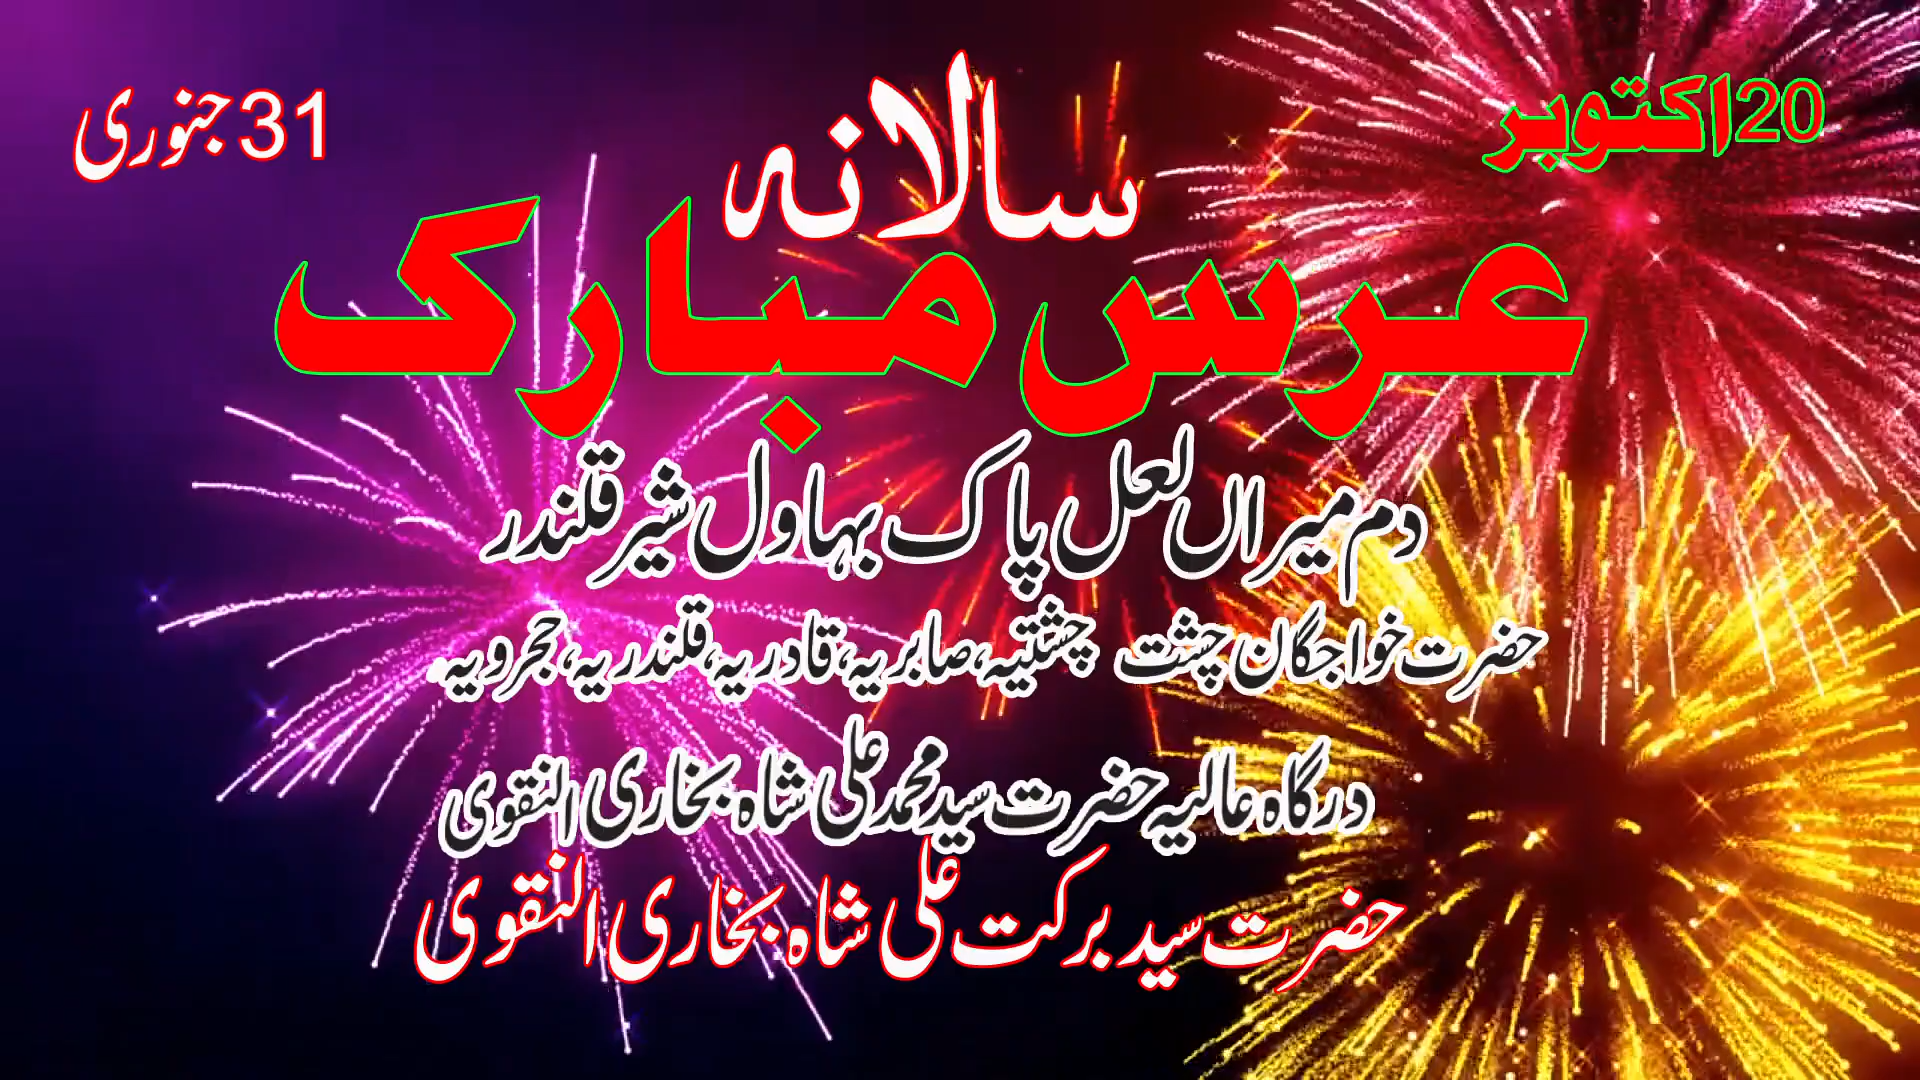 20 اکتوبر
31 جنوری
سالانہ
عرس مبارک
دم میراں لعل پاک بہاول شیر قلندر
حضرت خواجگان چشت چشتیہ، صابریہ، قادریہ، قلندریہ، حجرویہ
درگاہ عالیہ حضرت سید محمد علی شاہ بخاری النقوی
حضرت سید برکت علی شاہ بخاری النقوی